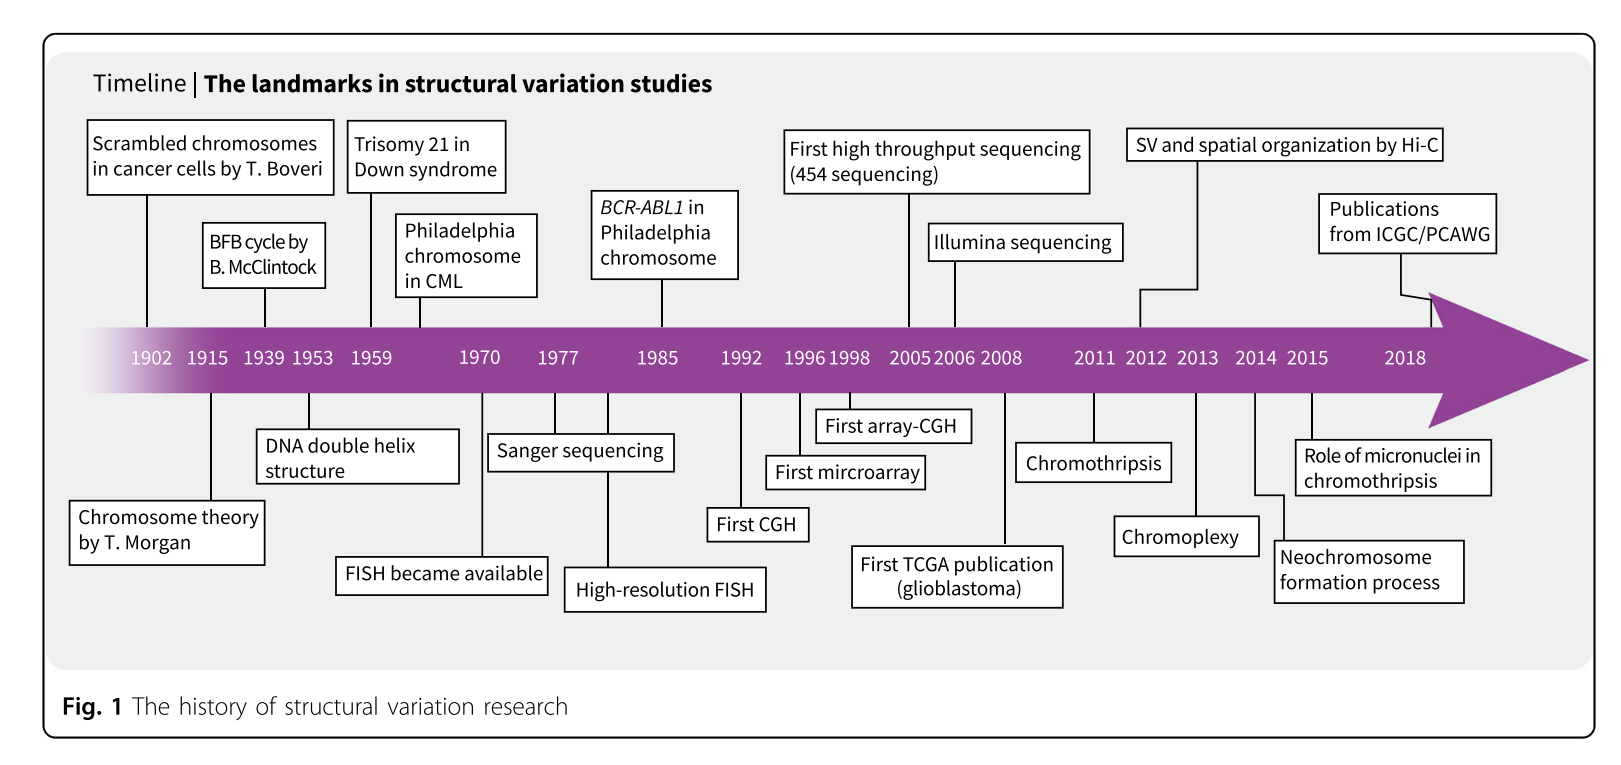 Timeline | The landmarks in structural variation studies
Scrambled chromosomes
in cancer cells by T. Boveri
Trisomy 21 in
Down syndrome
First high throughput sequencing
(454 sequencing)
SV and spatial organization by Hi-C
BFB cycle by
B. McClintock
Philadelphia
chromosome
in CML
BCR-ABL1 in
Philadelphia
chromosome
Illumina sequencing
Publications
from ICGC/PCAWG
1902 1915 1939 1953 1959 1970 1977 1985 1992 1996 1998 2005 2006 2008 2011 2012 2013 2014 2015 2018
Chromosome theory
by T. Morgan
DNA double helix
structure
FISH became available
Sanger sequencing
High-resolution FISH
First CGH
First mircroarray
First array-CGH
First TCGA publication
(glioblastoma)
Chromothripsis
Chromoplexy
Neochromosome
formation process
Role of micronuclei in
chromothripsis
Fig. 1 The history of structural variation research